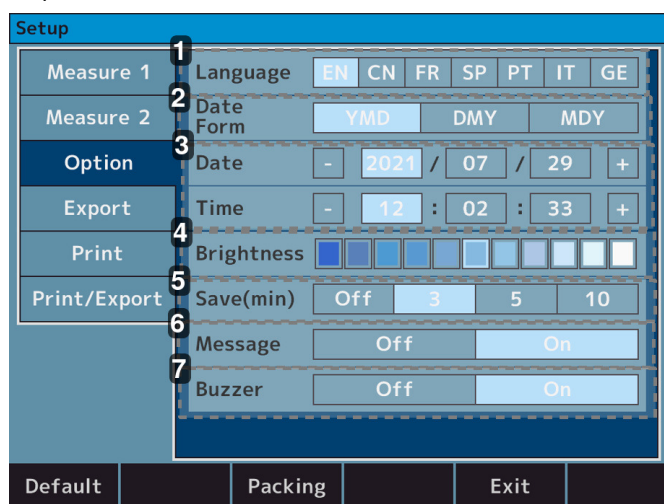 Setup
Measure 1
Measure 2
Option
Export
Print
Print/Export
1
Language EN CN FR SP PT IT GE
2
Date
Form YMD DMY MDY
3
Date - 2021 / 07 / 29 +
Time - 12 : 02 : 33 +
4
Brightness
5
Save(min) Off 3 5 10
6
Message Off On
7
Buzzer Off On
Default Packing Exit